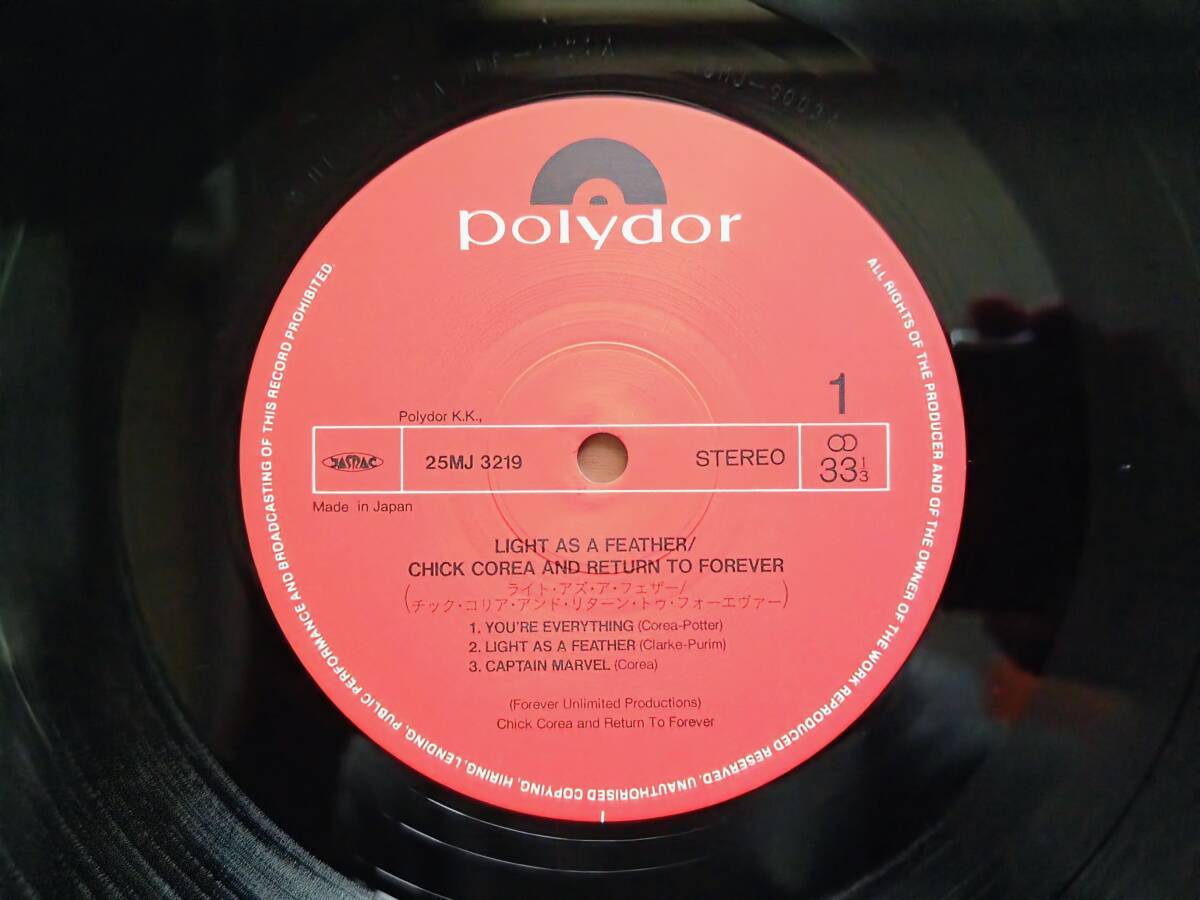 polydor
ALL RIGHTS OF THE PRODUCER AND OF THE OWNER OF THE WORK REPRODUCED RESERVED. UNAUTHORISED COPYING, HIRING, LENDING, PUBLIC PERFORMANCE AND BROADCASTING OF THIS RECORD PROHIBITED.
1
Polydor K.K.,
JASRAC 25MJ 3219 STEREO 33 1/3
Made in Japan
LIGHT AS A FEATHER/
CHICK COREA AND RETURN TO FOREVER
(ライト・アズ・ア・フェザー/
チック・コリア・アンド・リターン・トゥ・フォーエヴァー)
1. YOU'RE EVERYTHING (Corea-Potter)
2. LIGHT AS A FEATHER (Clarke-Purim)
3. CAPTAIN MARVEL (Corea)
(Forever Unlimited Productions)
Chick Corea and Return To Forever